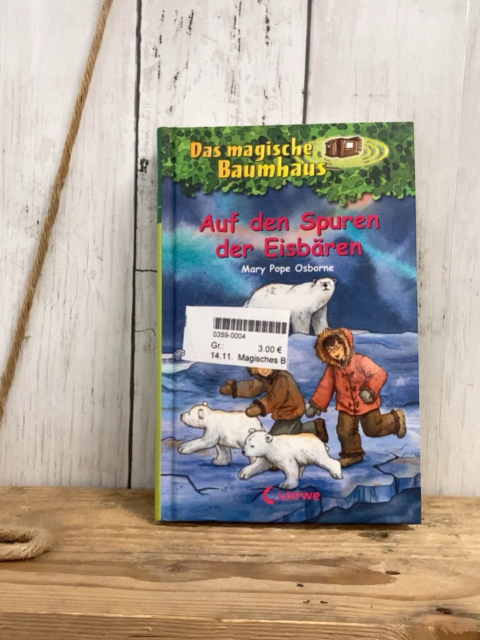 Das magische
Baumhaus
Auf den Spuren
der Eisbären
Mary Pope Osborne
0359-0004
Gr.: 3.00 €
14.11. Magisches B
Loewe